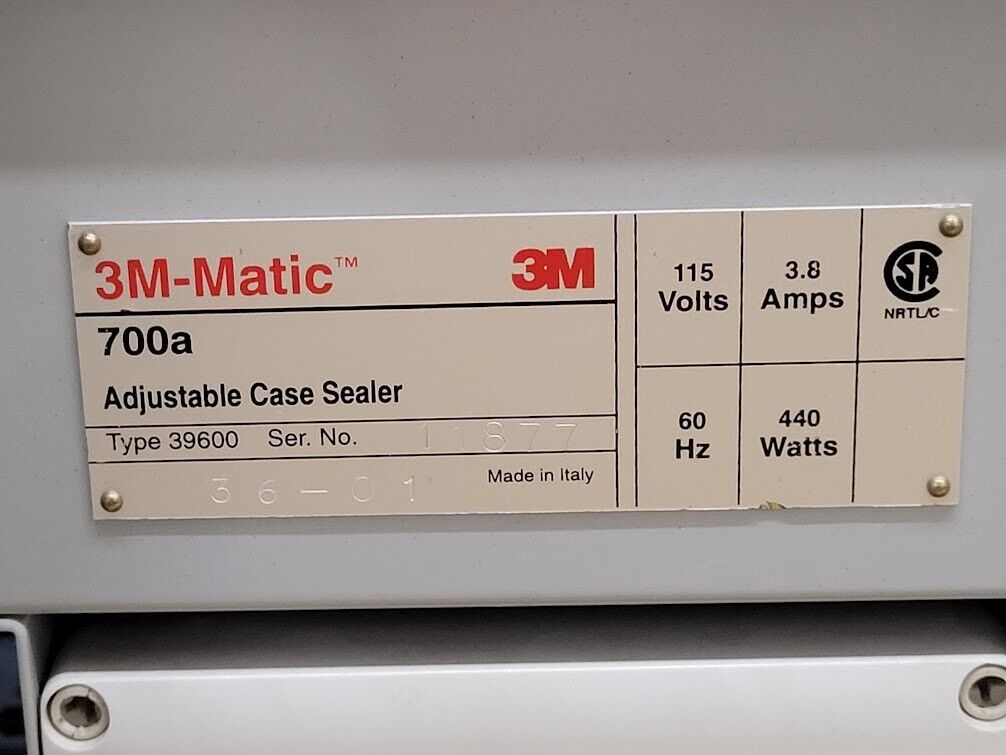 3M-Matic™
3M
700a
Adjustable Case Sealer
Type 39600 Ser. No. 11877
36-01
Made in Italy
115
Volts
3.8
Amps
SA
NRTL/C
60
Hz
440
Watts